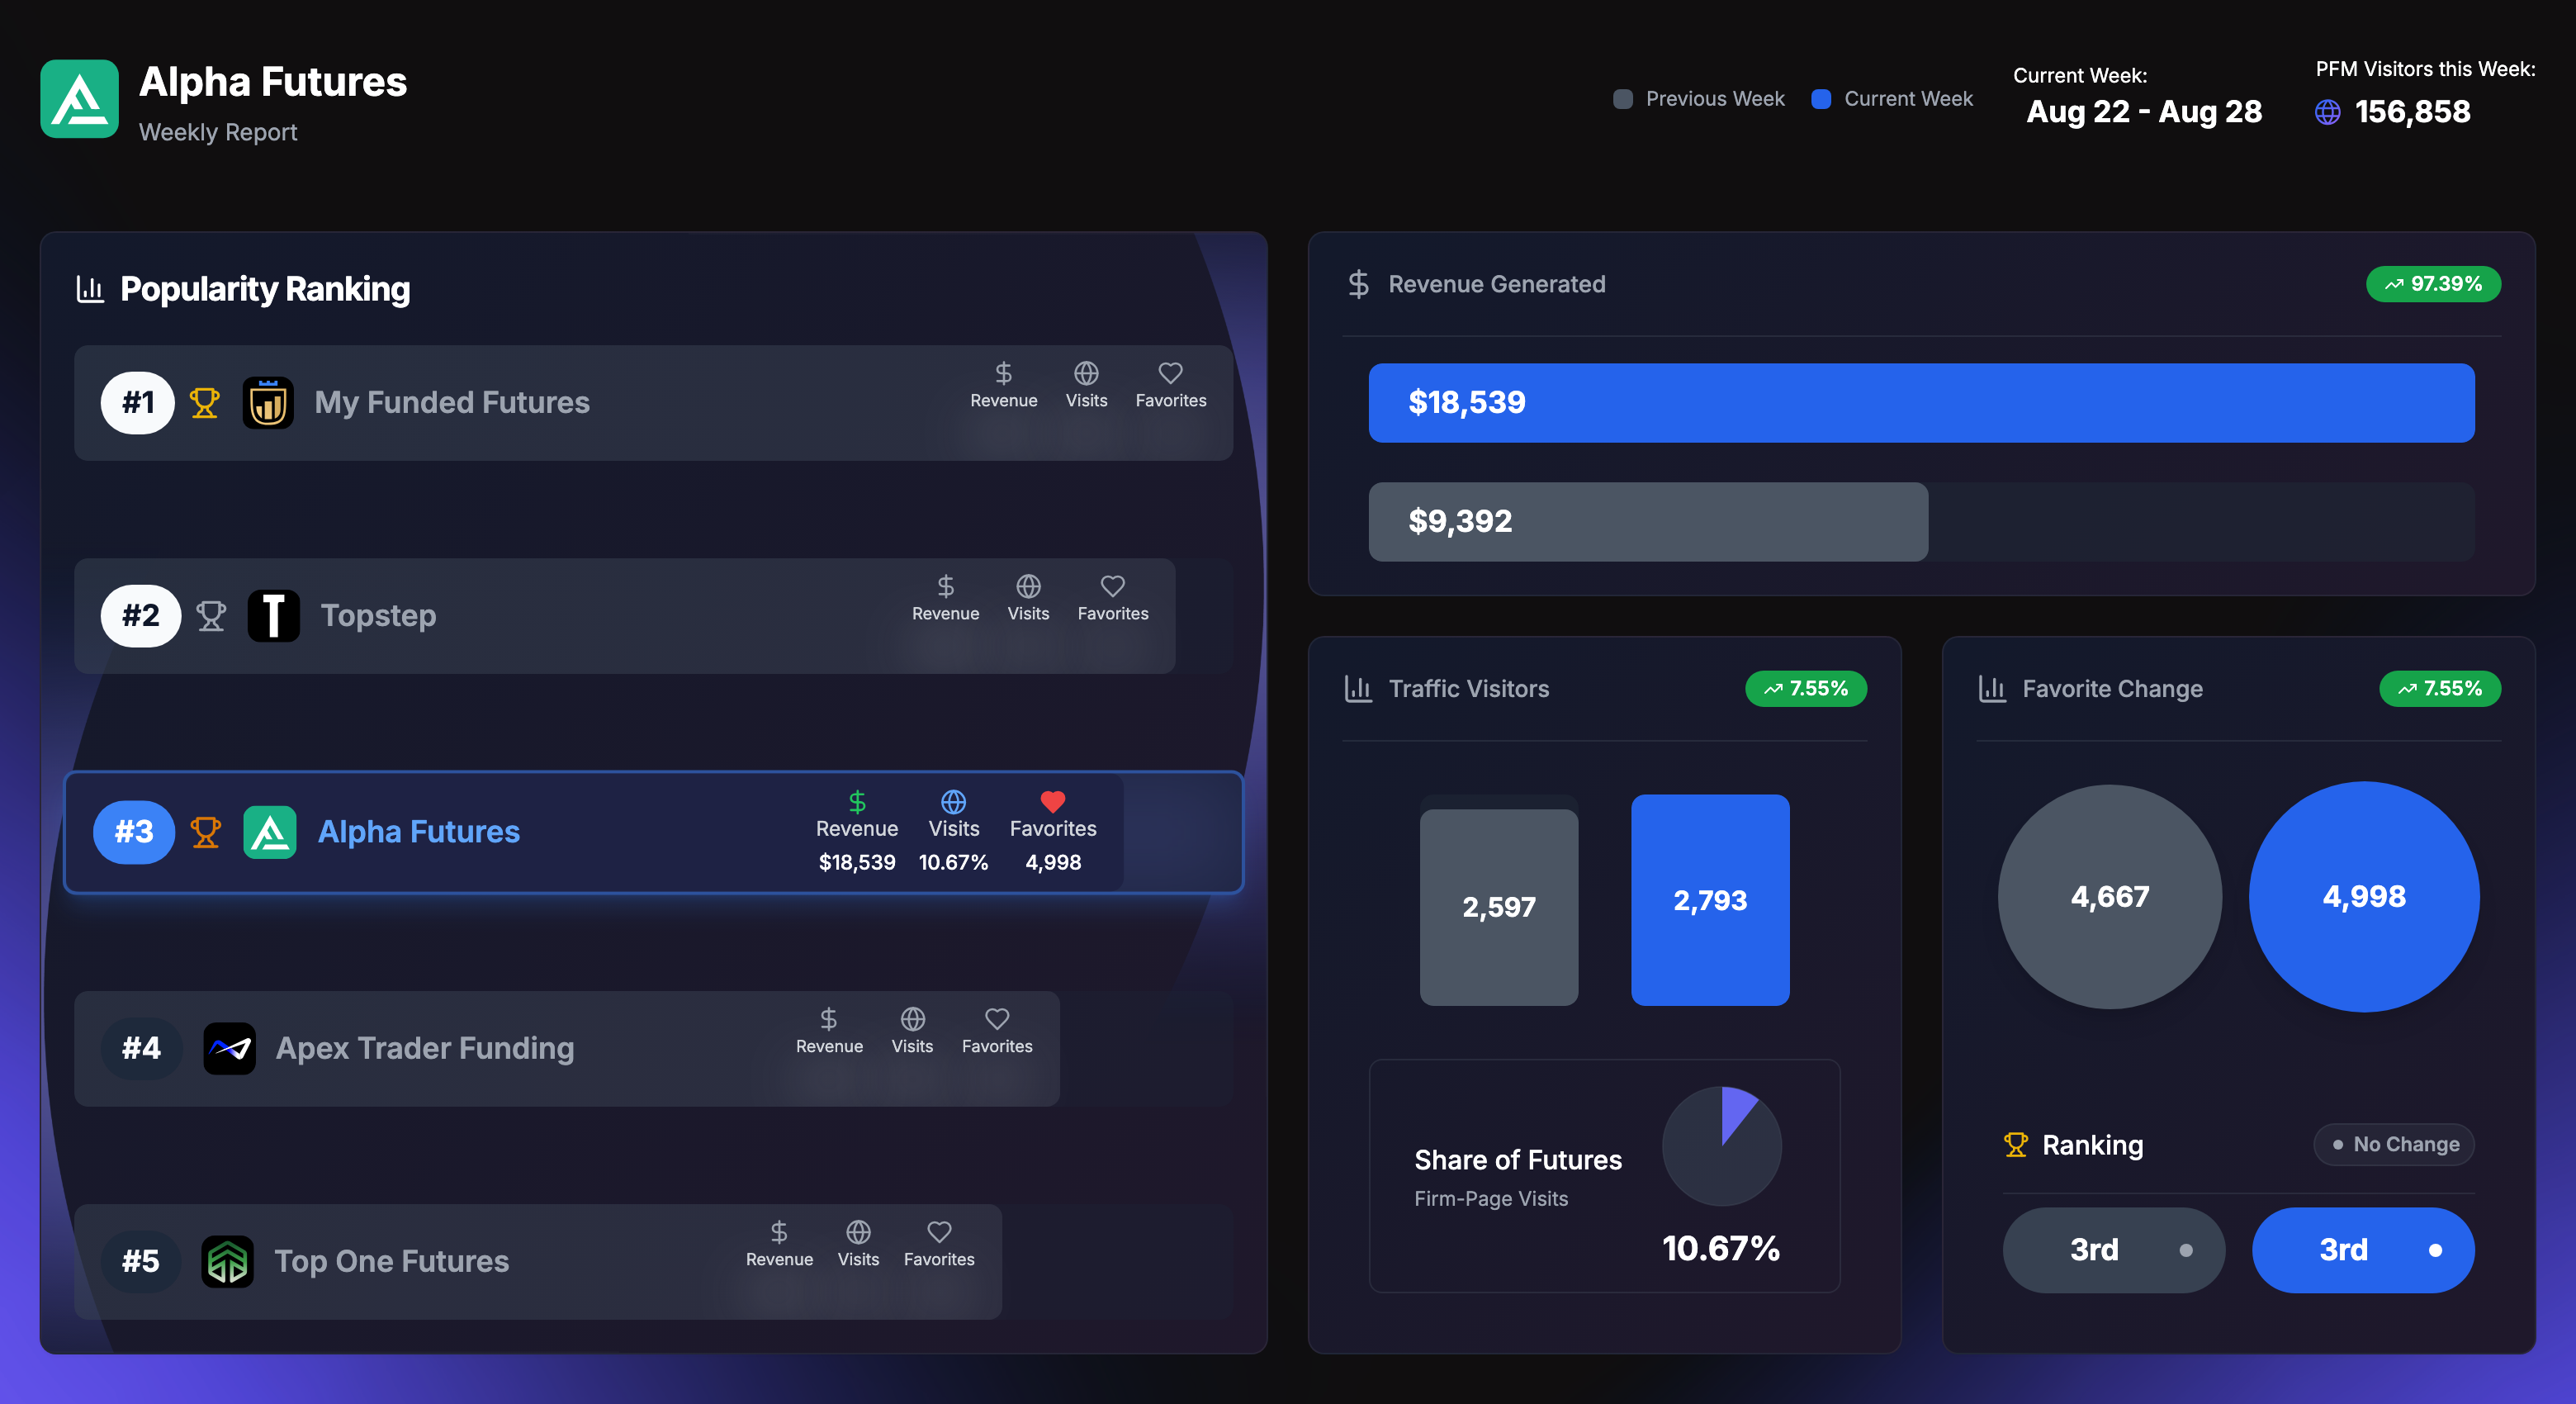 Alpha Futures
Weekly Report
Previous Week
Current Week
Current Week:
Aug 22 - Aug 28
PFM Visitors this Week:
156,858
Popularity Ranking
#1
My Funded Futures
Revenue
Visits
Favorites
#2
T
Topstep
Revenue
Visits
Favorites
#3
Alpha Futures
Revenue
Visits
Favorites
$18,539
10.67%
4,998
#4
Apex Trader Funding
Revenue
Visits
Favorites
#5
Top One Futures
Revenue
Visits
Favorites
Revenue Generated
97.39%
$18,539
$9,392
Traffic Visitors
7.55%
2,597
2,793
Share of Futures
Firm-Page Visits
10.67%
Favorite Change
7.55%
4,667
4,998
Ranking
No Change
3rd
3rd